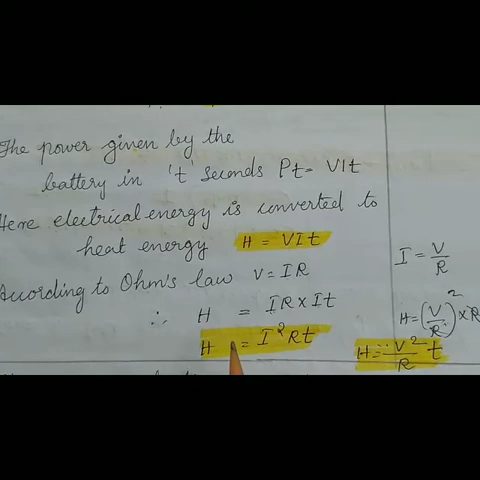 The power given by the
battery in 't' seconds Pt = VIt
Here electrical energy is converted to
heat energy H = VIt
According to Ohm's law V = IR
∴ H = IR × It
H = I²Rt
I = V/R
H = (V/R)² × R
H = V²/R t